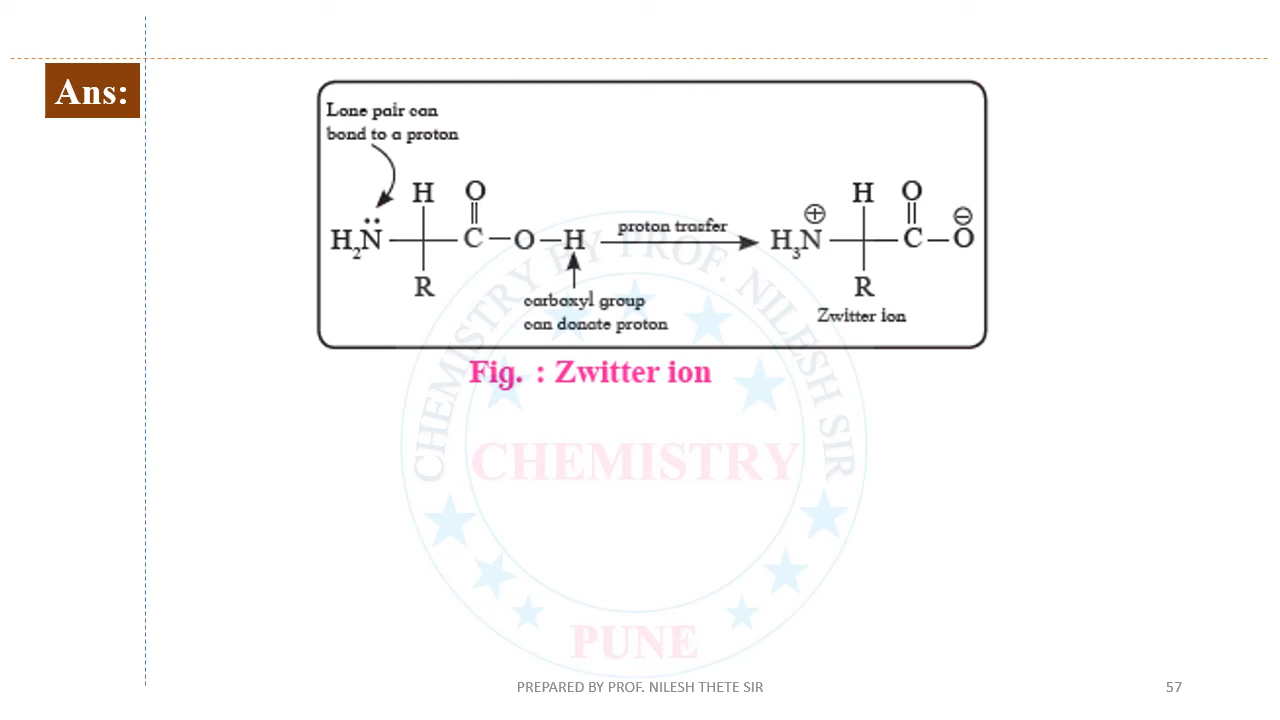 Ans:
Lone pair can
bond to a proton
H O H O
H₂N̈ C – O – H proton trasfer H₃N⊕ C – O⊖
R R
carboxyl group
can donate proton
Zwitter ion
Fig. : Zwitter ion
CHEMISTRY BY PROF. NILESH SIR
CHEMISTRY
PUNE
PREPARED BY PROF. NILESH THETE SIR 57